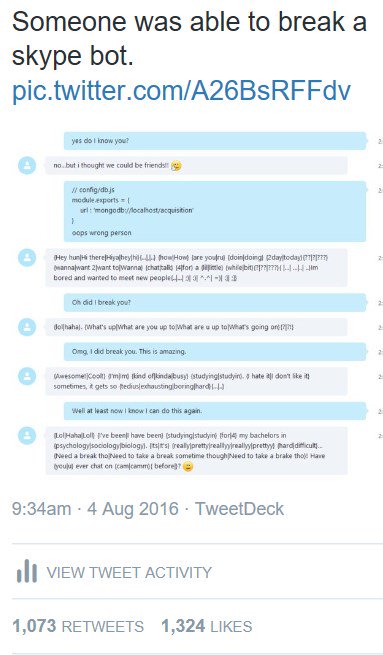 Someone was able to break a
skype bot.
pic.twitter.com/A26BsRFFdv
yes do I know you?
no...but i thought we could be friends!!
// config/db.js
module.exports = {
url : 'mongodb://localhost/acquisition'
}
oops wrong person
{Hey hun|Hi there|Hiya|hey|hi}{...|,|,,} {how|How} {are you|ru} {doin|doing} {2day|today}{??|?|???}
{wanna|want 2|want to|Wanna} {chat|talk} {4|for} a {lil|little} {while|bit}{?|??|???}
bored and wanted to meet new people
Oh did I break you?
{lol|haha}. {What's up|What are you up to|What are u up to|What's going on}{?|?}
Omg, I did break you. This is amazing.
{Awesome!|Cool!} {I'm|Im} {kind of|kinda|busy} {studying|studyin}. {I hate it|I don't like it}
sometimes, it gets so {tedius|exhausting|boring|hard}{...|..}
Well at least now I know I can do this again.
{Lol|Haha|Lol!} {I've been|I have been} {studying|studyin} {for|4} my bachelors in
{psychology|sociology|biology}. {Its|it's} {really|pretty|reallyy|reallyy|prettyy} {hard|difficult}...
{Need a break tho|Need to take a break sometime though|Need to take a brake tho}! Have
{you|u} ever chat on {cam|camm}{ before|}?
9:34am · 4 Aug 2016 · TweetDeck
VIEW TWEET ACTIVITY
1,073 RETWEETS 1,324 LIKES